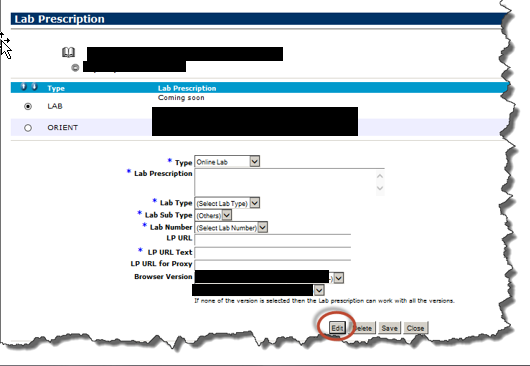 Lab Prescription
Type Lab Prescription
LAB Coming soon
ORIENT
* Type Online Lab
* Lab Prescription
* Lab Type (Select Lab Type)
* Lab Sub Type (Others)
* Lab Number (Select Lab Number)
LP URL
* LP URL Text
LP URL for Proxy
Browser Version
If none of the version is selected then the Lab prescription can work with all the versions.
Edit Delete Save Close